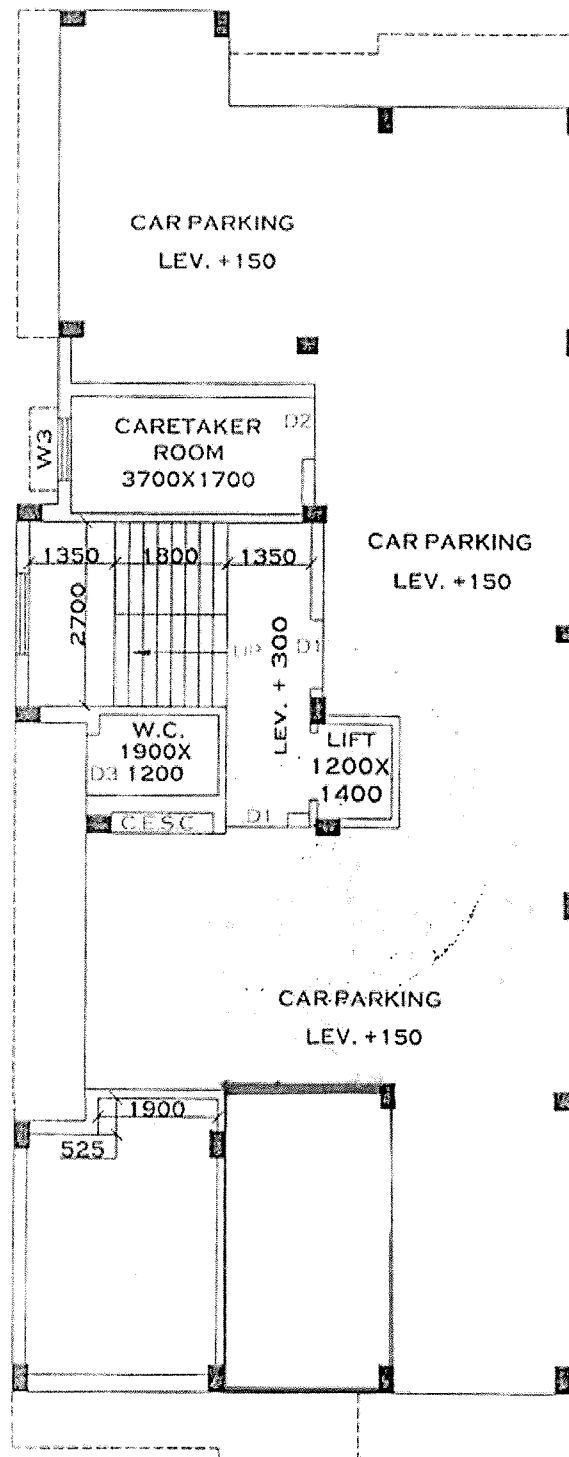 CAR PARKING
LEV. +150
CARETAKER
ROOM
3700X1700
D2
W3
CAR PARKING
LEV. +150
1350
1800
1350
2700
UP
LEV. + 300
D1
W.C.
1900X
1200
D3
LIFT
1200X
1400
C.E.S.C
D1
CAR PARKING
LEV. +150
1900
525